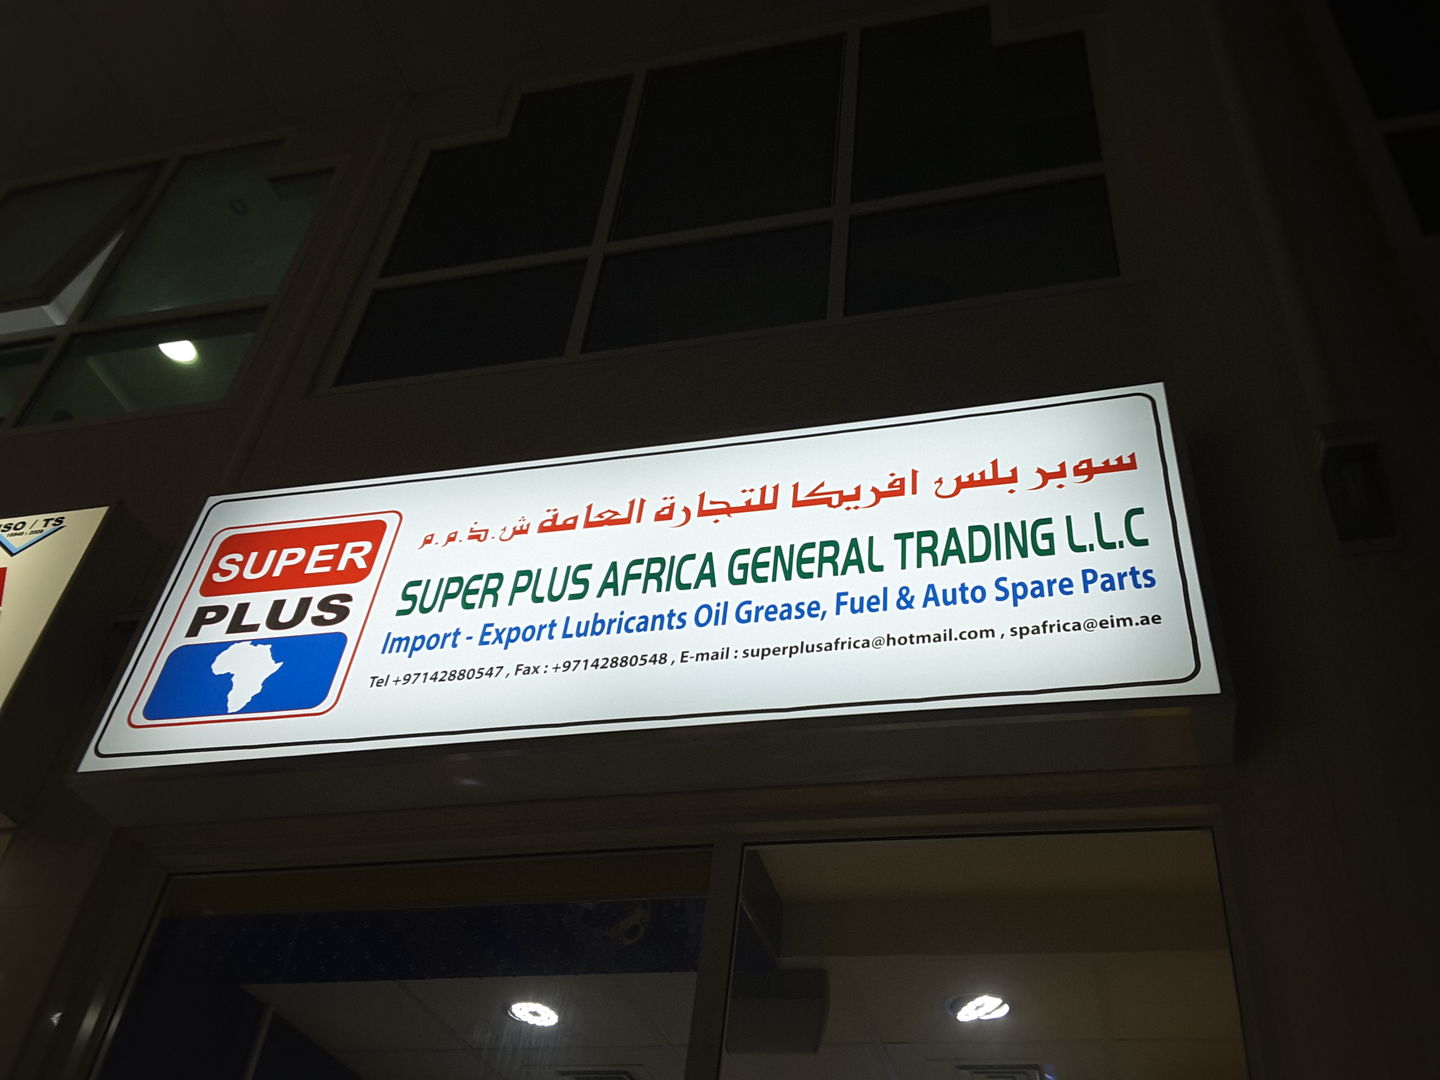 ISO / TS
سوبر بلس افريكا للتجارة العامة ش.ذ.م.م
SUPER
PLUS
SUPER PLUS AFRICA GENERAL TRADING L.L.C
Import - Export Lubricants Oil Grease, Fuel & Auto Spare Parts
Tel +97142880547 , Fax : +97142880548 , E-mail : superplusafrica@hotmail.com , spafrica@eim.ae